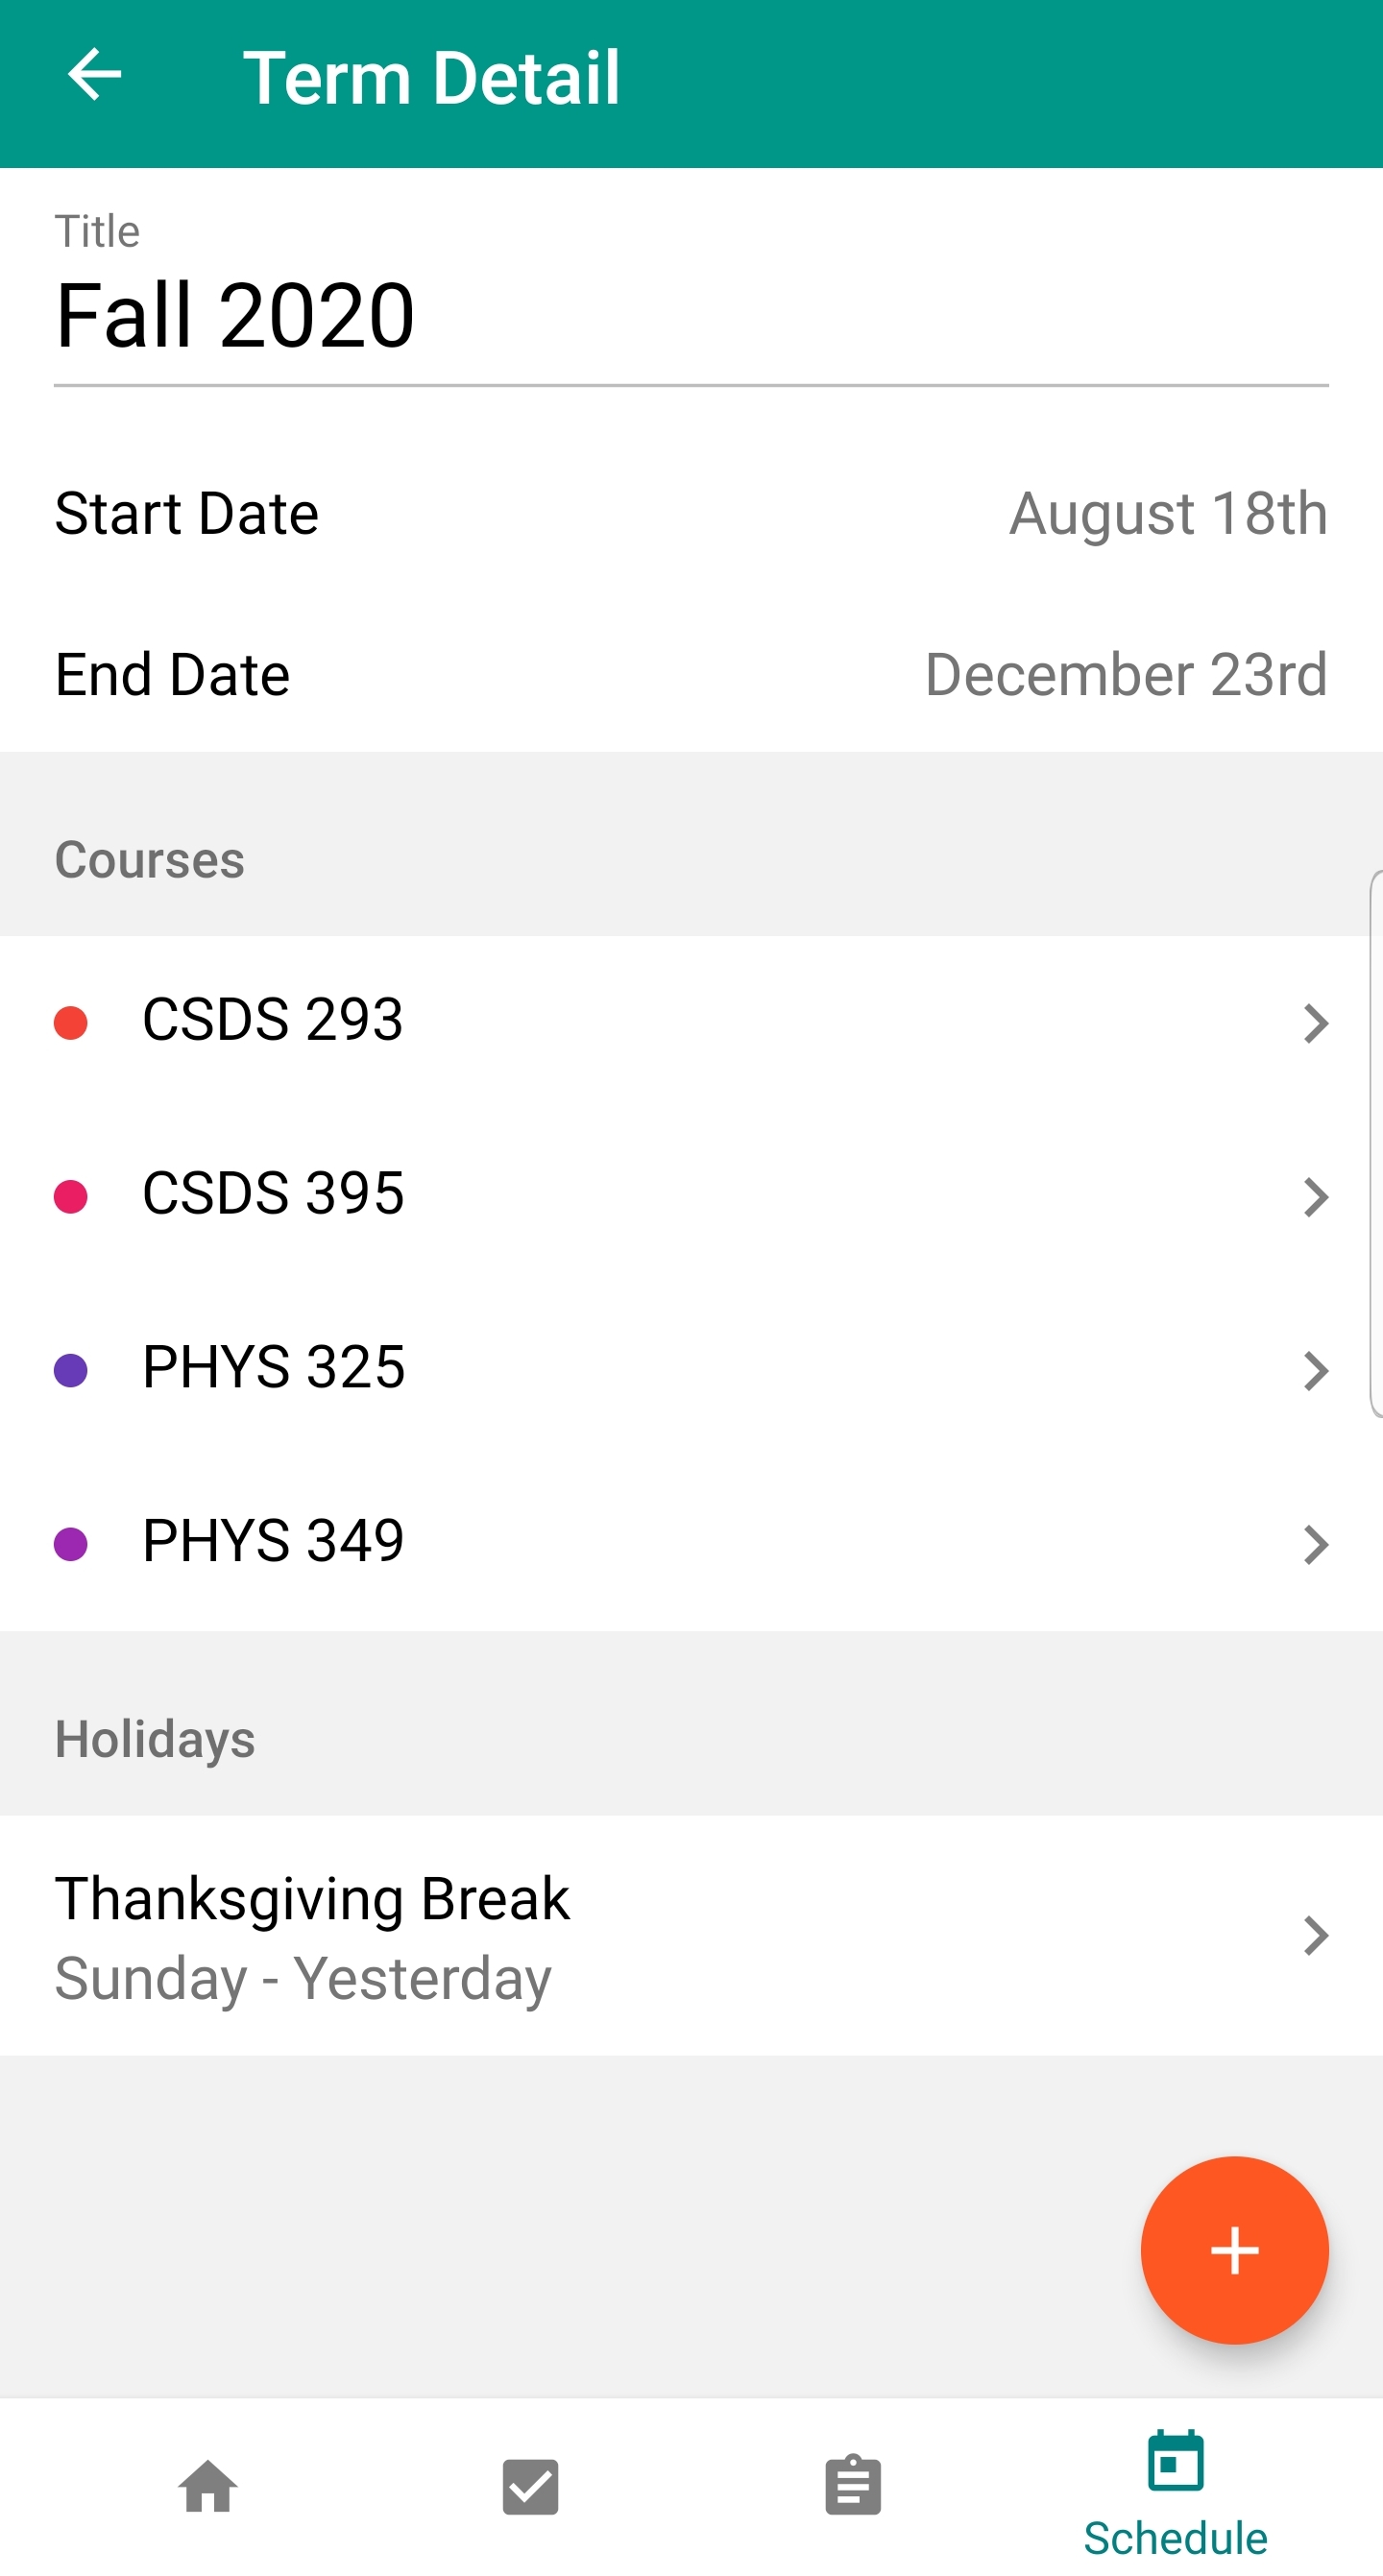 Term Detail
Title
Fall 2020
Start Date August 18th
End Date December 23rd
Courses
CSDS 293
CSDS 395
PHYS 325
PHYS 349
Holidays
Thanksgiving Break
Sunday - Yesterday
Schedule